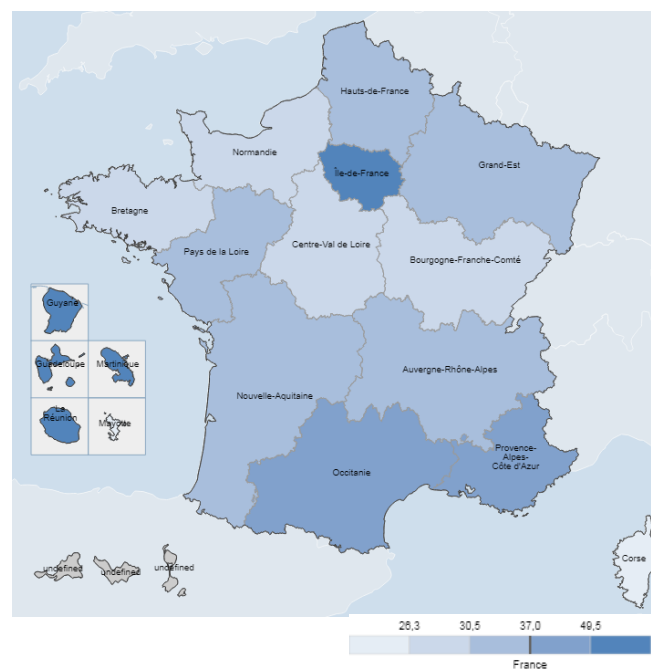 Hauts-de-France
Normandie
Grand-Est
Île-de-France
Bretagne
Pays de la Loire
Centre-Val de Loire
Bourgogne-Franche-Comté
Guyane
Guadeloupe
Martinique
Auvergne-Rhône-Alpes
Nouvelle-Aquitaine
La
Réunion
Mayotte
Provence-
Alpes-
Côte d'Azur
Occitanie
Corse
undefined
undefined
undefined
26,3 30,5 37,0 49,5
France